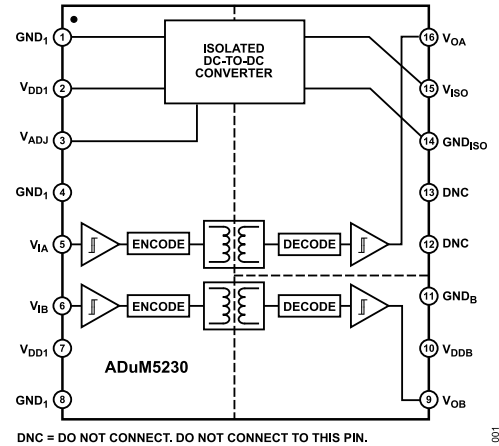 GND1
1
VDD1
2
VADJ
3
GND1
4
VIA
5
VIB
6
VDD1
7
GND1
8
ISOLATED
DC-TO-DC
CONVERTER
ENCODE
DECODE
ENCODE
DECODE
ADuM5230
16
VOA
15
VISO
14
GNDISO
13
DNC
12
DNC
11
GNDB
10
VDDB
9
VOB
DNC = DO NOT CONNECT. DO NOT CONNECT TO THIS PIN.
001